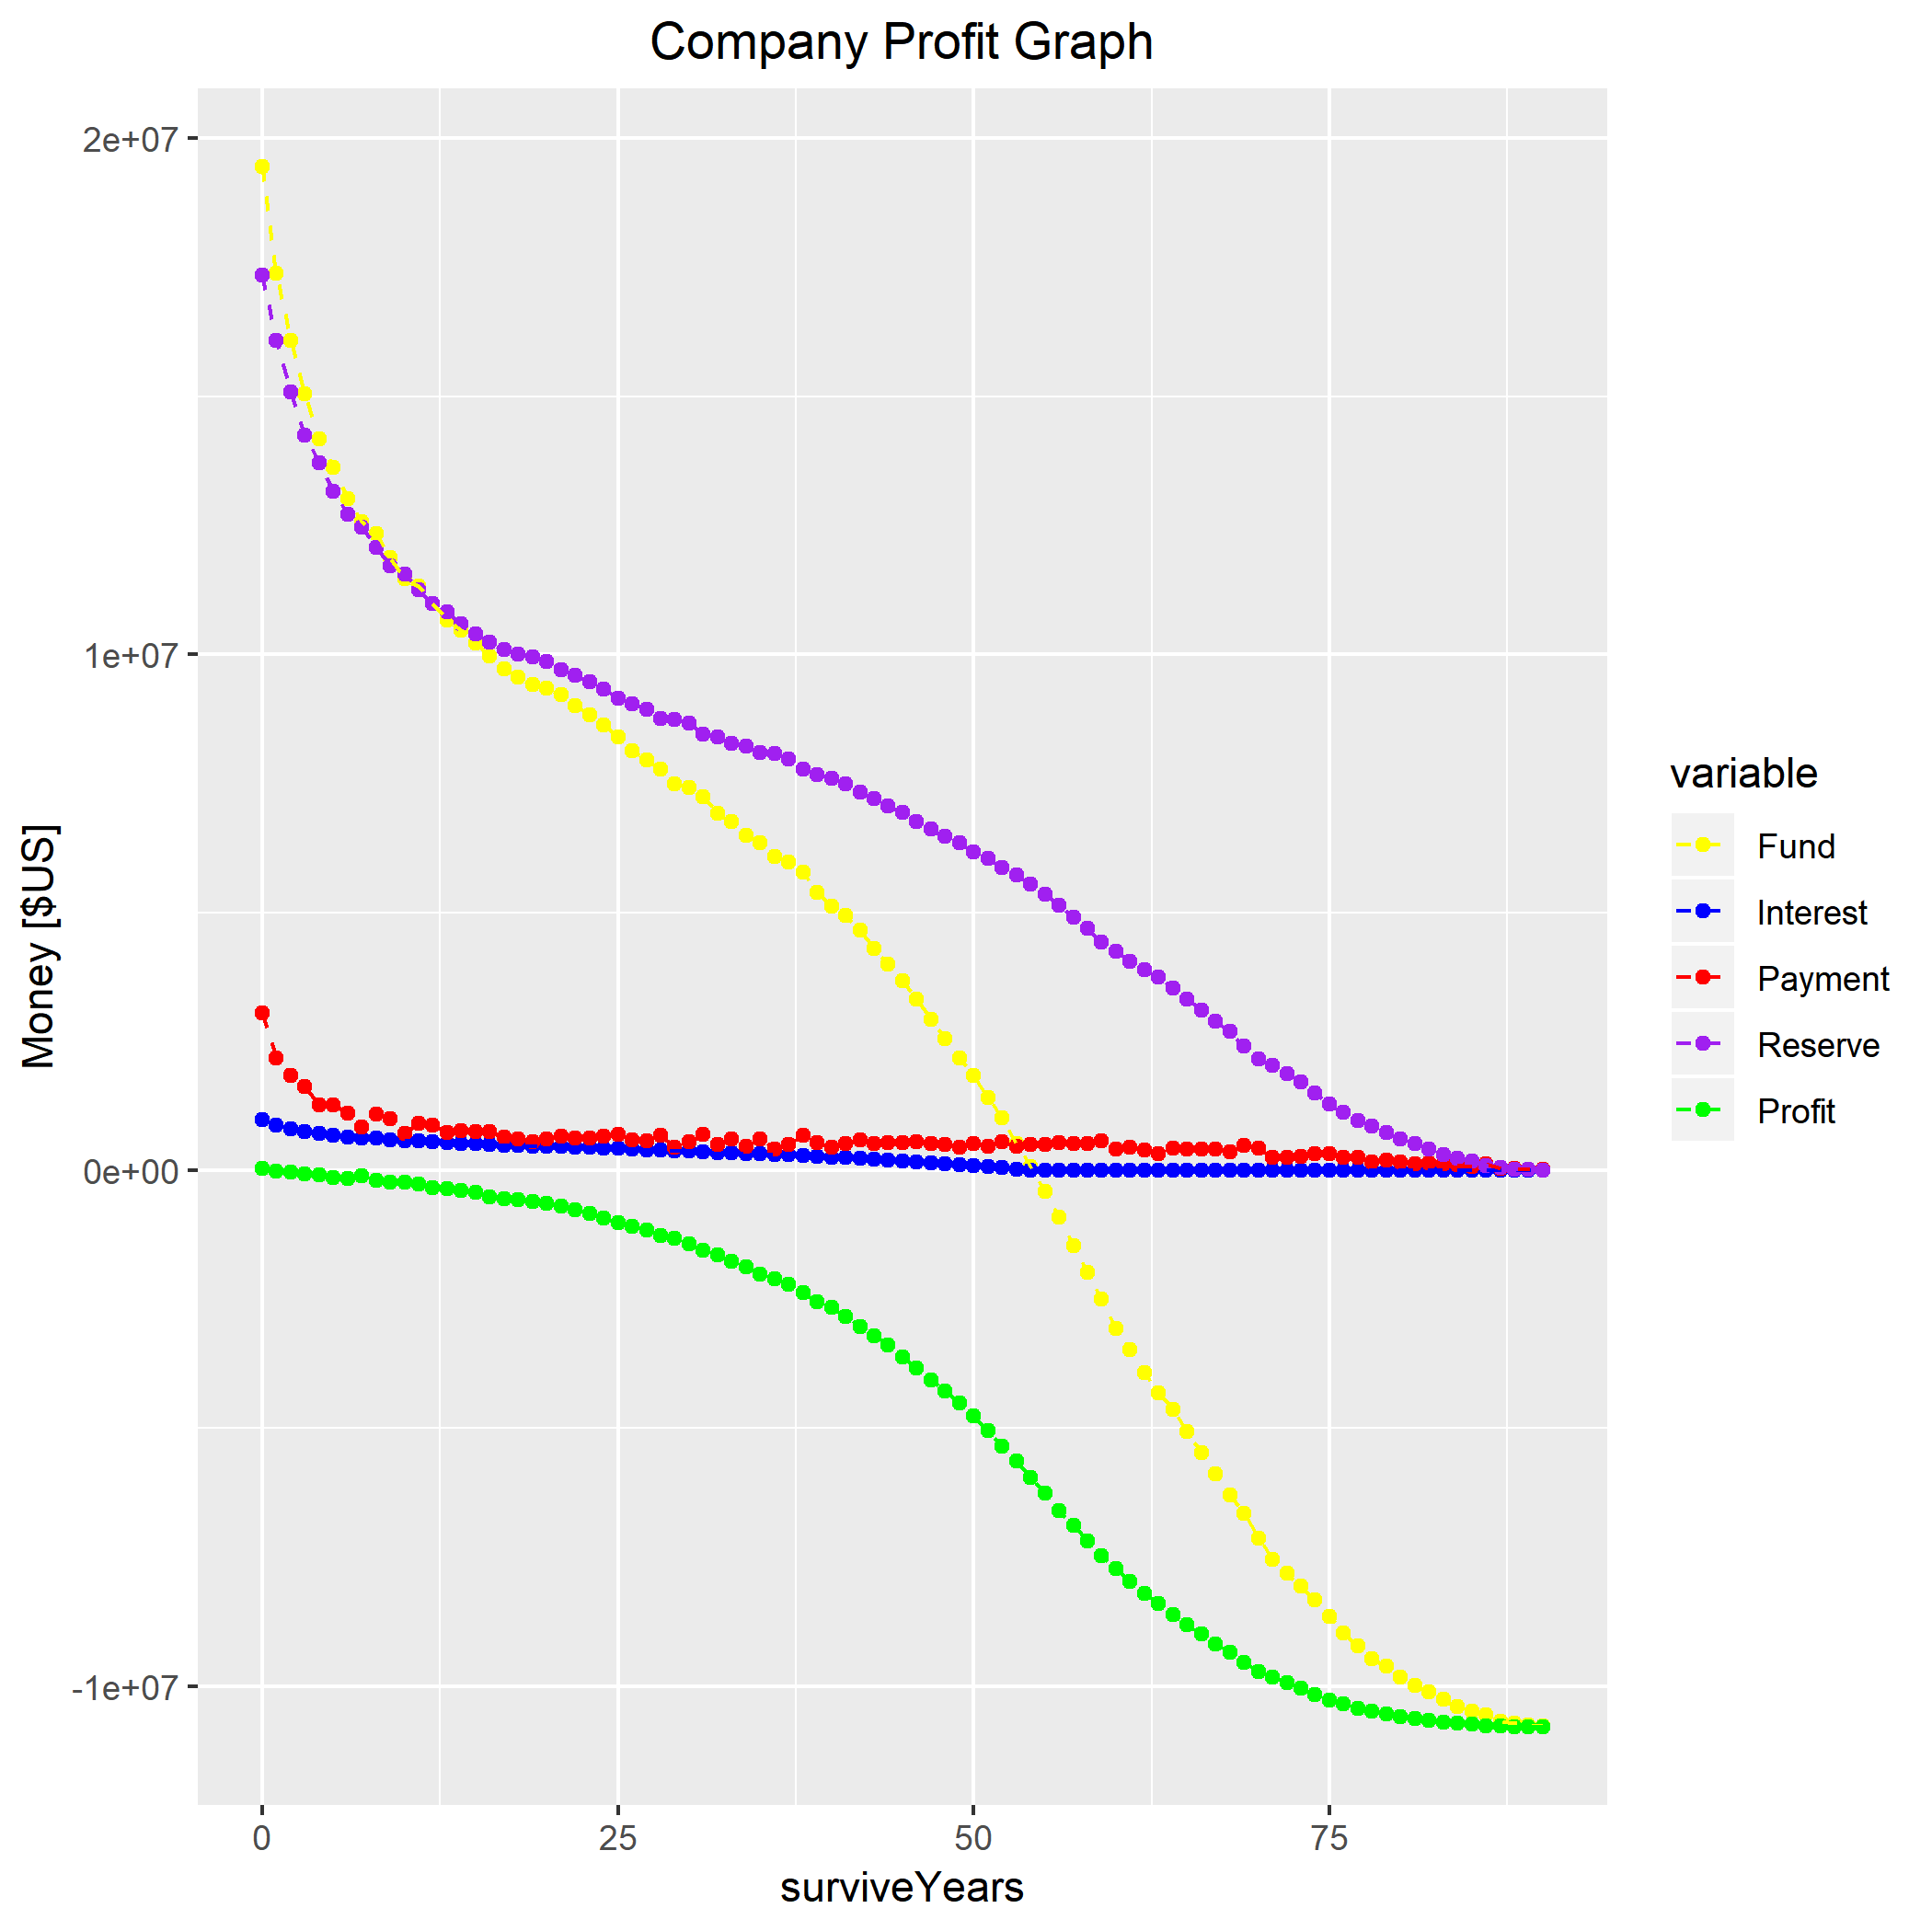 Company Profit Graph
Money [$US]
2e+07
1e+07
0e+00
-1e+07
0
25
50
75
surviveYears
variable
Fund
Interest
Payment
Reserve
Profit